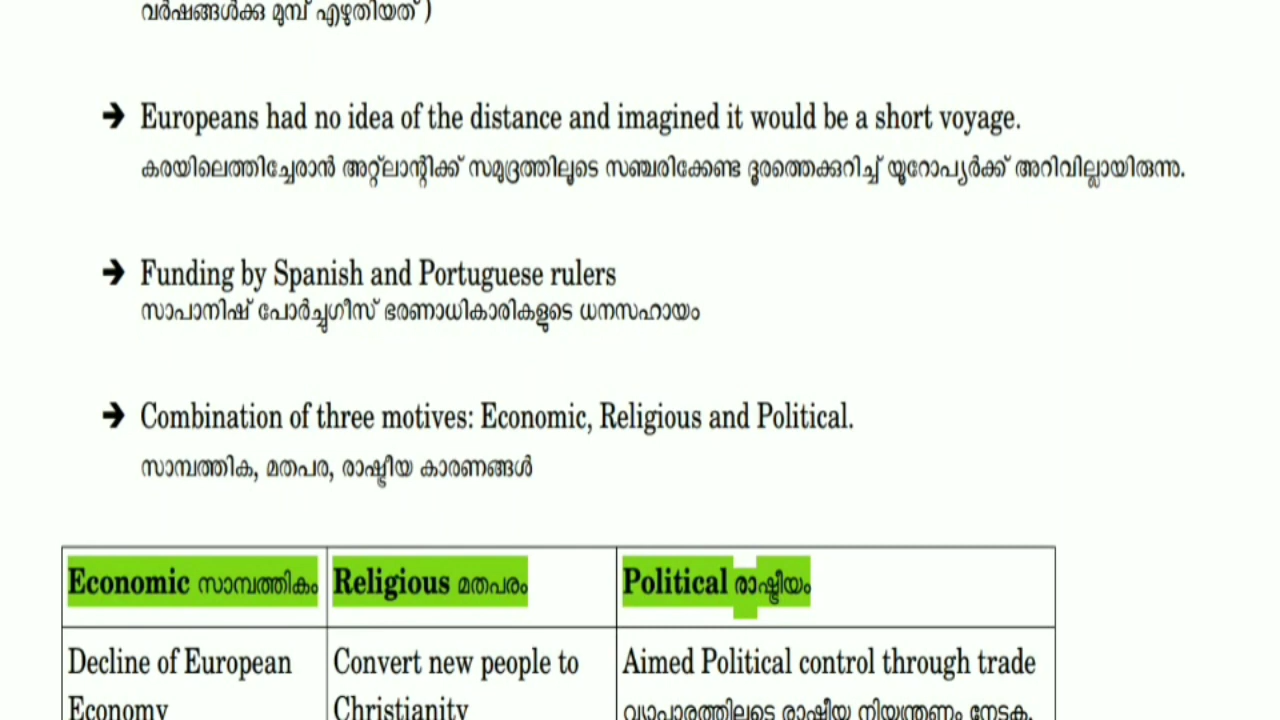 വർഷങ്ങൾക്കു മുമ്പ് എഴുതിയത് )
➔ Europeans had no idea of the distance and imagined it would be a short voyage.
കരയിലെത്തിച്ചേരാൻ അറ്റ്ലാന്റിക്ക് സമുദ്രത്തിലൂടെ സഞ്ചരിക്കേണ്ട ദൂരത്തെക്കുറിച്ച് യൂറോപ്യർക്ക് അറിവില്ലായിരുന്നു.
➔ Funding by Spanish and Portuguese rulers
സ്പാനിഷ് പോർച്ചുഗീസ് ഭരണാധികാരികളുടെ ധനസഹായം
➔ Combination of three motives: Economic, Religious and Political.
സാമ്പത്തിക, മതപര, രാഷ്ട്രീയ കാരണങ്ങൾ
Economic സാമ്പത്തികം Religious മതപരം Political രാഷ്ട്രീയം
Decline of European Convert new people to Aimed Political control through trade
Economy Christianity വ്യാപാരത്തിലൂടെ രാഷ്ട്രീയ നിയന്ത്രണം നേടുക.